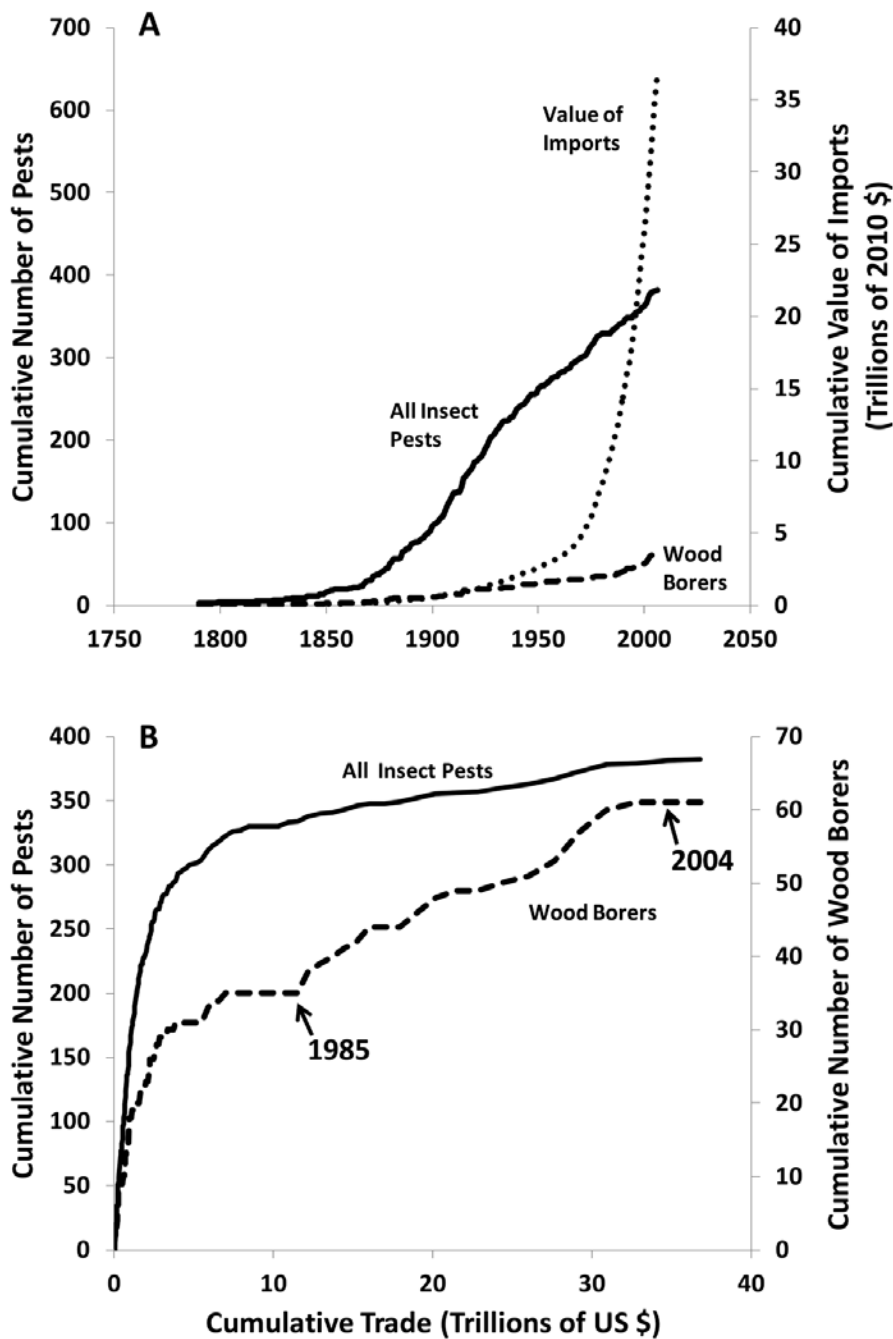 A
700
600
500
400
300
200
100
0
Cumulative Number of Pests
40
35
30
25
20
15
10
5
0
Cumulative Value of Imports
(Trillions of 2010 $)
Value of
Imports
All Insect
Pests
Wood
Borers
1750 1800 1850 1900 1950 2000 2050
B
400
350
300
250
200
150
100
50
0
Cumulative Number of Pests
70
60
50
40
30
20
10
0
Cumulative Number of Wood Borers
All Insect Pests
2004
Wood Borers
1985
0 10 20 30 40
Cumulative Trade (Trillions of US $)